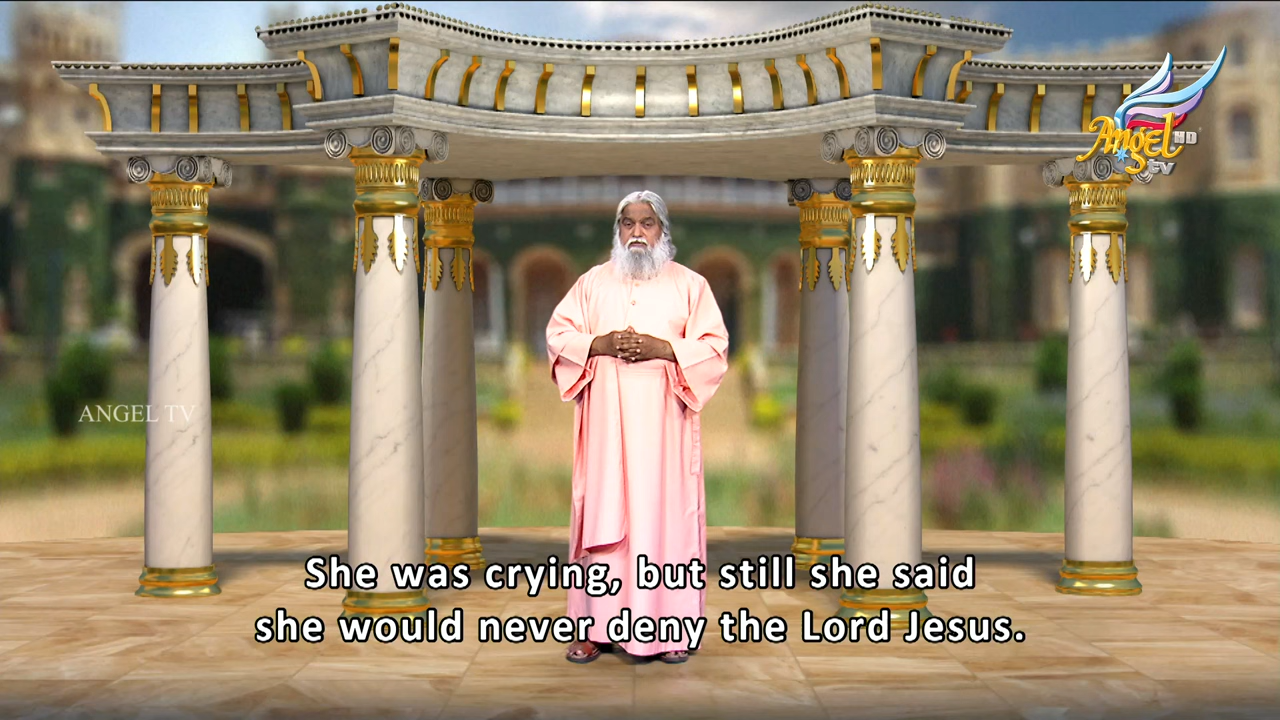 Angel HD
tv
ANGEL TV
She was crying, but still she said
she would never deny the Lord Jesus.